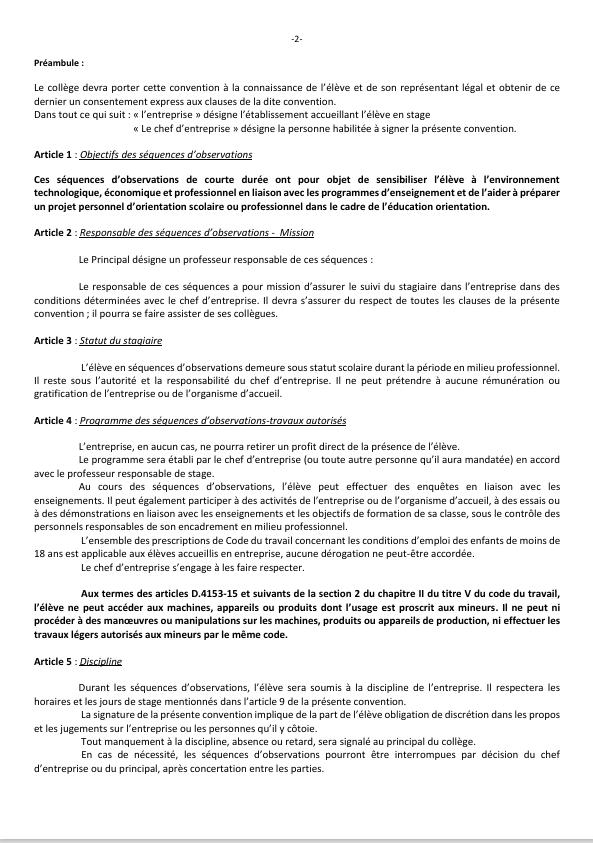 -2-
Préambule :
Le collège devra porter cette convention à la connaissance de l'élève et de son représentant légal et obtenir de ce
dernier un consentement express aux clauses de la dite convention.
Dans tout ce qui suit : « l'entreprise » désigne l'établissement accueillant l'élève en stage
« Le chef d'entreprise » désigne la personne habilitée à signer la présente convention.
Article 1 : Objectifs des séquences d'observations
Ces séquences d'observations de courte durée ont pour objet de sensibiliser l'élève à l'environnement
technologique, économique et professionnel en liaison avec les programmes d'enseignement et de l'aider à préparer
un projet personnel d'orientation scolaire ou professionnel dans le cadre de l'éducation orientation.
Article 2 : Responsable des séquences d'observations - Mission
Le Principal désigne un professeur responsable de ces séquences :
Le responsable de ces séquences a pour mission d'assurer le suivi du stagiaire dans l'entreprise dans des
conditions déterminées avec le chef d'entreprise. Il devra s'assurer du respect de toutes les clauses de la présente
convention ; il pourra se faire assister de ses collègues.
Article 3 : Statut du stagiaire
L'élève en séquences d'observations demeure sous statut scolaire durant la période en milieu professionnel.
Il reste sous l'autorité et la responsabilité du chef d'entreprise. Il ne peut prétendre à aucune rémunération ou
gratification de l'entreprise ou de l'organisme d'accueil.
Article 4 : Programme des séquences d'observations-travaux autorisés
L'entreprise, en aucun cas, ne pourra retirer un profit direct de la présence de l'élève.
Le programme sera établi par le chef d'entreprise (ou toute autre personne qu'il aura mandatée) en accord
avec le professeur responsable de stage.
Au cours des séquences d'observations, l'élève peut effectuer des enquêtes en liaison avec les
enseignements. Il peut également participer à des activités de l'entreprise ou de l'organisme d'accueil, à des essais ou
à des démonstrations en liaison avec les enseignements et les objectifs de formation de sa classe, sous le contrôle des
personnels responsables de son encadrement en milieu professionnel.
L'ensemble des prescriptions de Code du travail concernant les conditions d'emploi des enfants de moins de
18 ans est applicable aux élèves accueillis en entreprise, aucune dérogation ne peut-être accordée.
Le chef d'entreprise s'engage à les faire respecter.
Aux termes des articles D.4153-15 et suivants de la section 2 du chapitre II du titre V du code du travail,
l'élève ne peut accéder aux machines, appareils ou produits dont l'usage est proscrit aux mineurs. Il ne peut ni
procéder à des manœuvres ou manipulations sur les machines, produits ou appareils de production, ni effectuer les
travaux légers autorisés aux mineurs par le même code.
Article 5 : Discipline
Durant les séquences d'observations, l'élève sera soumis à la discipline de l'entreprise. Il respectera les
horaires et les jours de stage mentionnés dans l'article 9 de la présente convention.
La signature de la présente convention implique de la part de l'élève obligation de discrétion dans les propos
et les jugements sur l'entreprise ou les personnes qu'il y côtoie.
Tout manquement à la discipline, absence ou retard, sera signalé au principal du collège.
En cas de nécessité, les séquences d'observations pourront être interrompues par décision du chef
d'entreprise ou du principal, après concertation entre les parties.